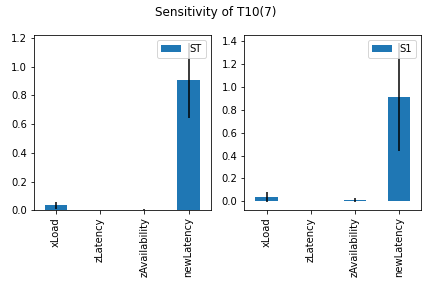 Sensitivity of T10(7)
1.2
1.0
0.8
0.6
0.4
0.2
0.0
ST
xLoad
zLatency
zAvailability
newLatency
1.4
1.2
1.0
0.8
0.6
0.4
0.2
0.0
S1
xLoad
zLatency
zAvailability
newLatency